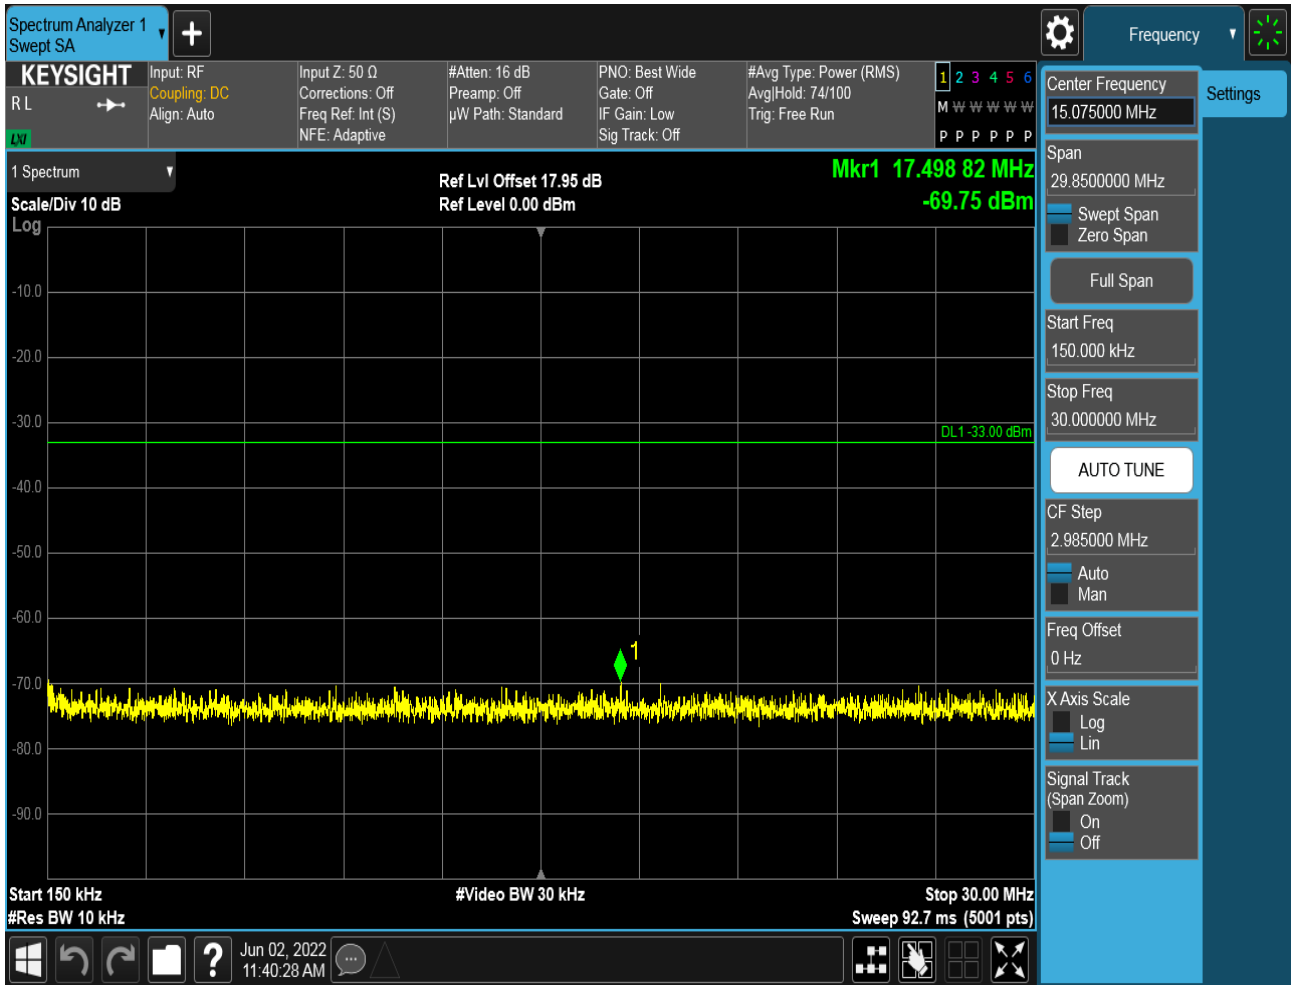 Spectrum Analyzer 1
Swept SA
Frequency
KEYSIGHT
R L
LXI
Input: RF
Coupling: DC
Align: Auto
Input Z: 50 Ω
Corrections: Off
Freq Ref: Int (S)
NFE: Adaptive
#Atten: 16 dB
Preamp: Off
µW Path: Standard
PNO: Best Wide
Gate: Off
IF Gain: Low
Sig Track: Off
#Avg Type: Power (RMS)
Avg|Hold: 74/100
Trig: Free Run
1 2 3 4 5 6
M W W W W W
P P P P P P
1 Spectrum
Scale/Div 10 dB
Log
Ref Lvl Offset 17.95 dB
Ref Level 0.00 dBm
Mkr1 17.498 82 MHz
-69.75 dBm
-10.0
-20.0
-30.0
DL1 -33.00 dBm
-40.0
-50.0
-60.0
1
-70.0
-80.0
-90.0
Start 150 kHz
#Video BW 30 kHz
Stop 30.00 MHz
#Res BW 10 kHz
Sweep 92.7 ms (5001 pts)
Jun 02, 2022
11:40:28 AM
Center Frequency
15.075000 MHz
Settings
Span
29.8500000 MHz
Swept Span
Zero Span
Full Span
Start Freq
150.000 kHz
Stop Freq
30.000000 MHz
AUTO TUNE
CF Step
2.985000 MHz
Auto
Man
Freq Offset
0 Hz
X Axis Scale
Log
Lin
Signal Track
(Span Zoom)
On
Off